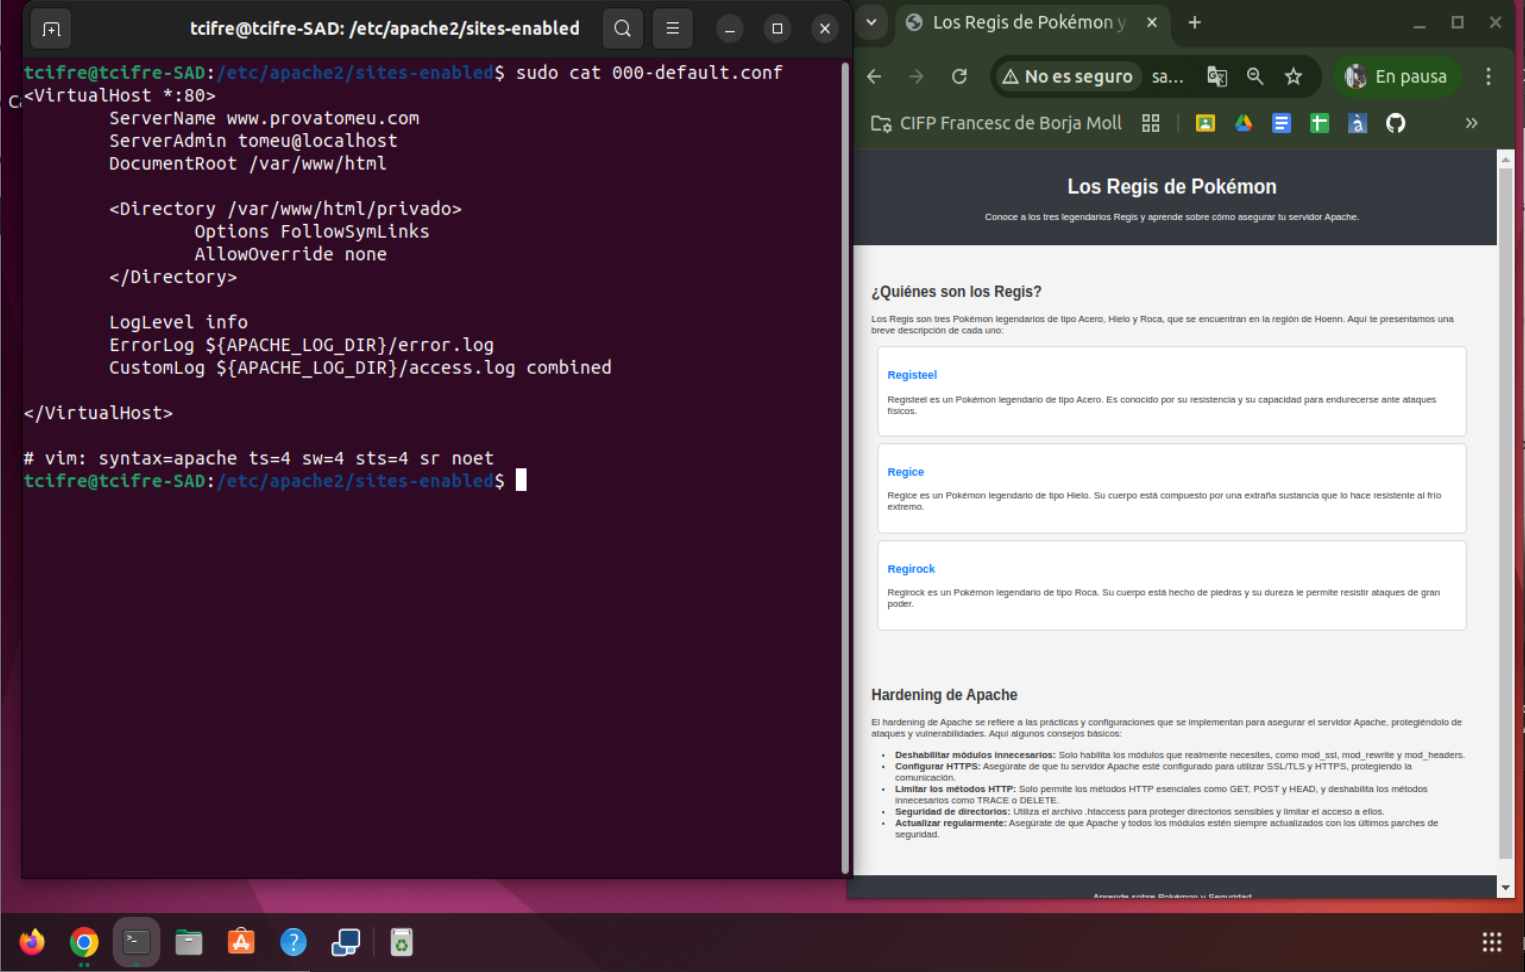 tcifre@tcifre-SAD: /etc/apache2/sites-enabled
tcifre@tcifre-SAD:/etc/apache2/sites-enabled$ sudo cat 000-default.conf
<VirtualHost *:80>
ServerName www.provatomeu.com
ServerAdmin tomeu@localhost
DocumentRoot /var/www/html
<Directory /var/www/html/privado>
Options FollowSymLinks
AllowOverride none
</Directory>
LogLevel info
ErrorLog ${APACHE_LOG_DIR}/error.log
CustomLog ${APACHE_LOG_DIR}/access.log combined
</VirtualHost>
# vim: syntax=apache ts=4 sw=4 sts=4 sr noet
tcifre@tcifre-SAD:/etc/apache2/sites-enabled$
Los Regis de Pokémon y
No es seguro sa...
En pausa
CIFP Francesc de Borja Moll
Los Regis de Pokémon
Conoce a los tres legendarios Regis y aprende sobre cómo asegurar tu servidor Apache.
¿Quiénes son los Regis?
Los Regis son tres Pokémon legendarios de tipo Acero, Hielo y Roca, que se encuentran en la región de Hoenn. Aquí te presentamos una
breve descripción de cada uno:
Registeel
Registeel es un Pokémon legendario de tipo Acero. Es conocido por su resistencia y su capacidad para endurecerse ante ataques
físicos.
Regice
Regice es un Pokémon legendario de tipo Hielo. Su cuerpo está compuesto por una extraña sustancia que lo hace resistente al frío
extremo.
Regirock
Regirock es un Pokémon legendario de tipo Roca. Su cuerpo está hecho de piedras y su dureza le permite resistir ataques de gran
poder.
Hardening de Apache
El hardening de Apache se refiere a las prácticas y configuraciones que se implementan para asegurar el servidor Apache, protegiéndolo de
ataques y vulnerabilidades. Aquí algunos consejos básicos:
• Deshabilitar módulos innecesarios: Solo habilita los módulos que realmente necesites, como mod_ssl, mod_rewrite y mod_headers.
• Configurar HTTPS: Asegúrate de que tu servidor Apache esté configurado para utilizar SSL/TLS y HTTPS, protegiendo la
comunicación.
• Limitar los métodos HTTP: Solo permite los métodos HTTP esenciales como GET, POST y HEAD, y deshabilita los métodos
innecesarios como TRACE o DELETE.
• Seguridad de directorios: Utiliza el archivo .htaccess para proteger directorios sensibles y limitar el acceso a ellos.
• Actualizar regularmente: Asegúrate de que Apache y todos los módulos estén siempre actualizados con los últimos parches de
seguridad.
Aprende sobre Pokémon y Seguridad